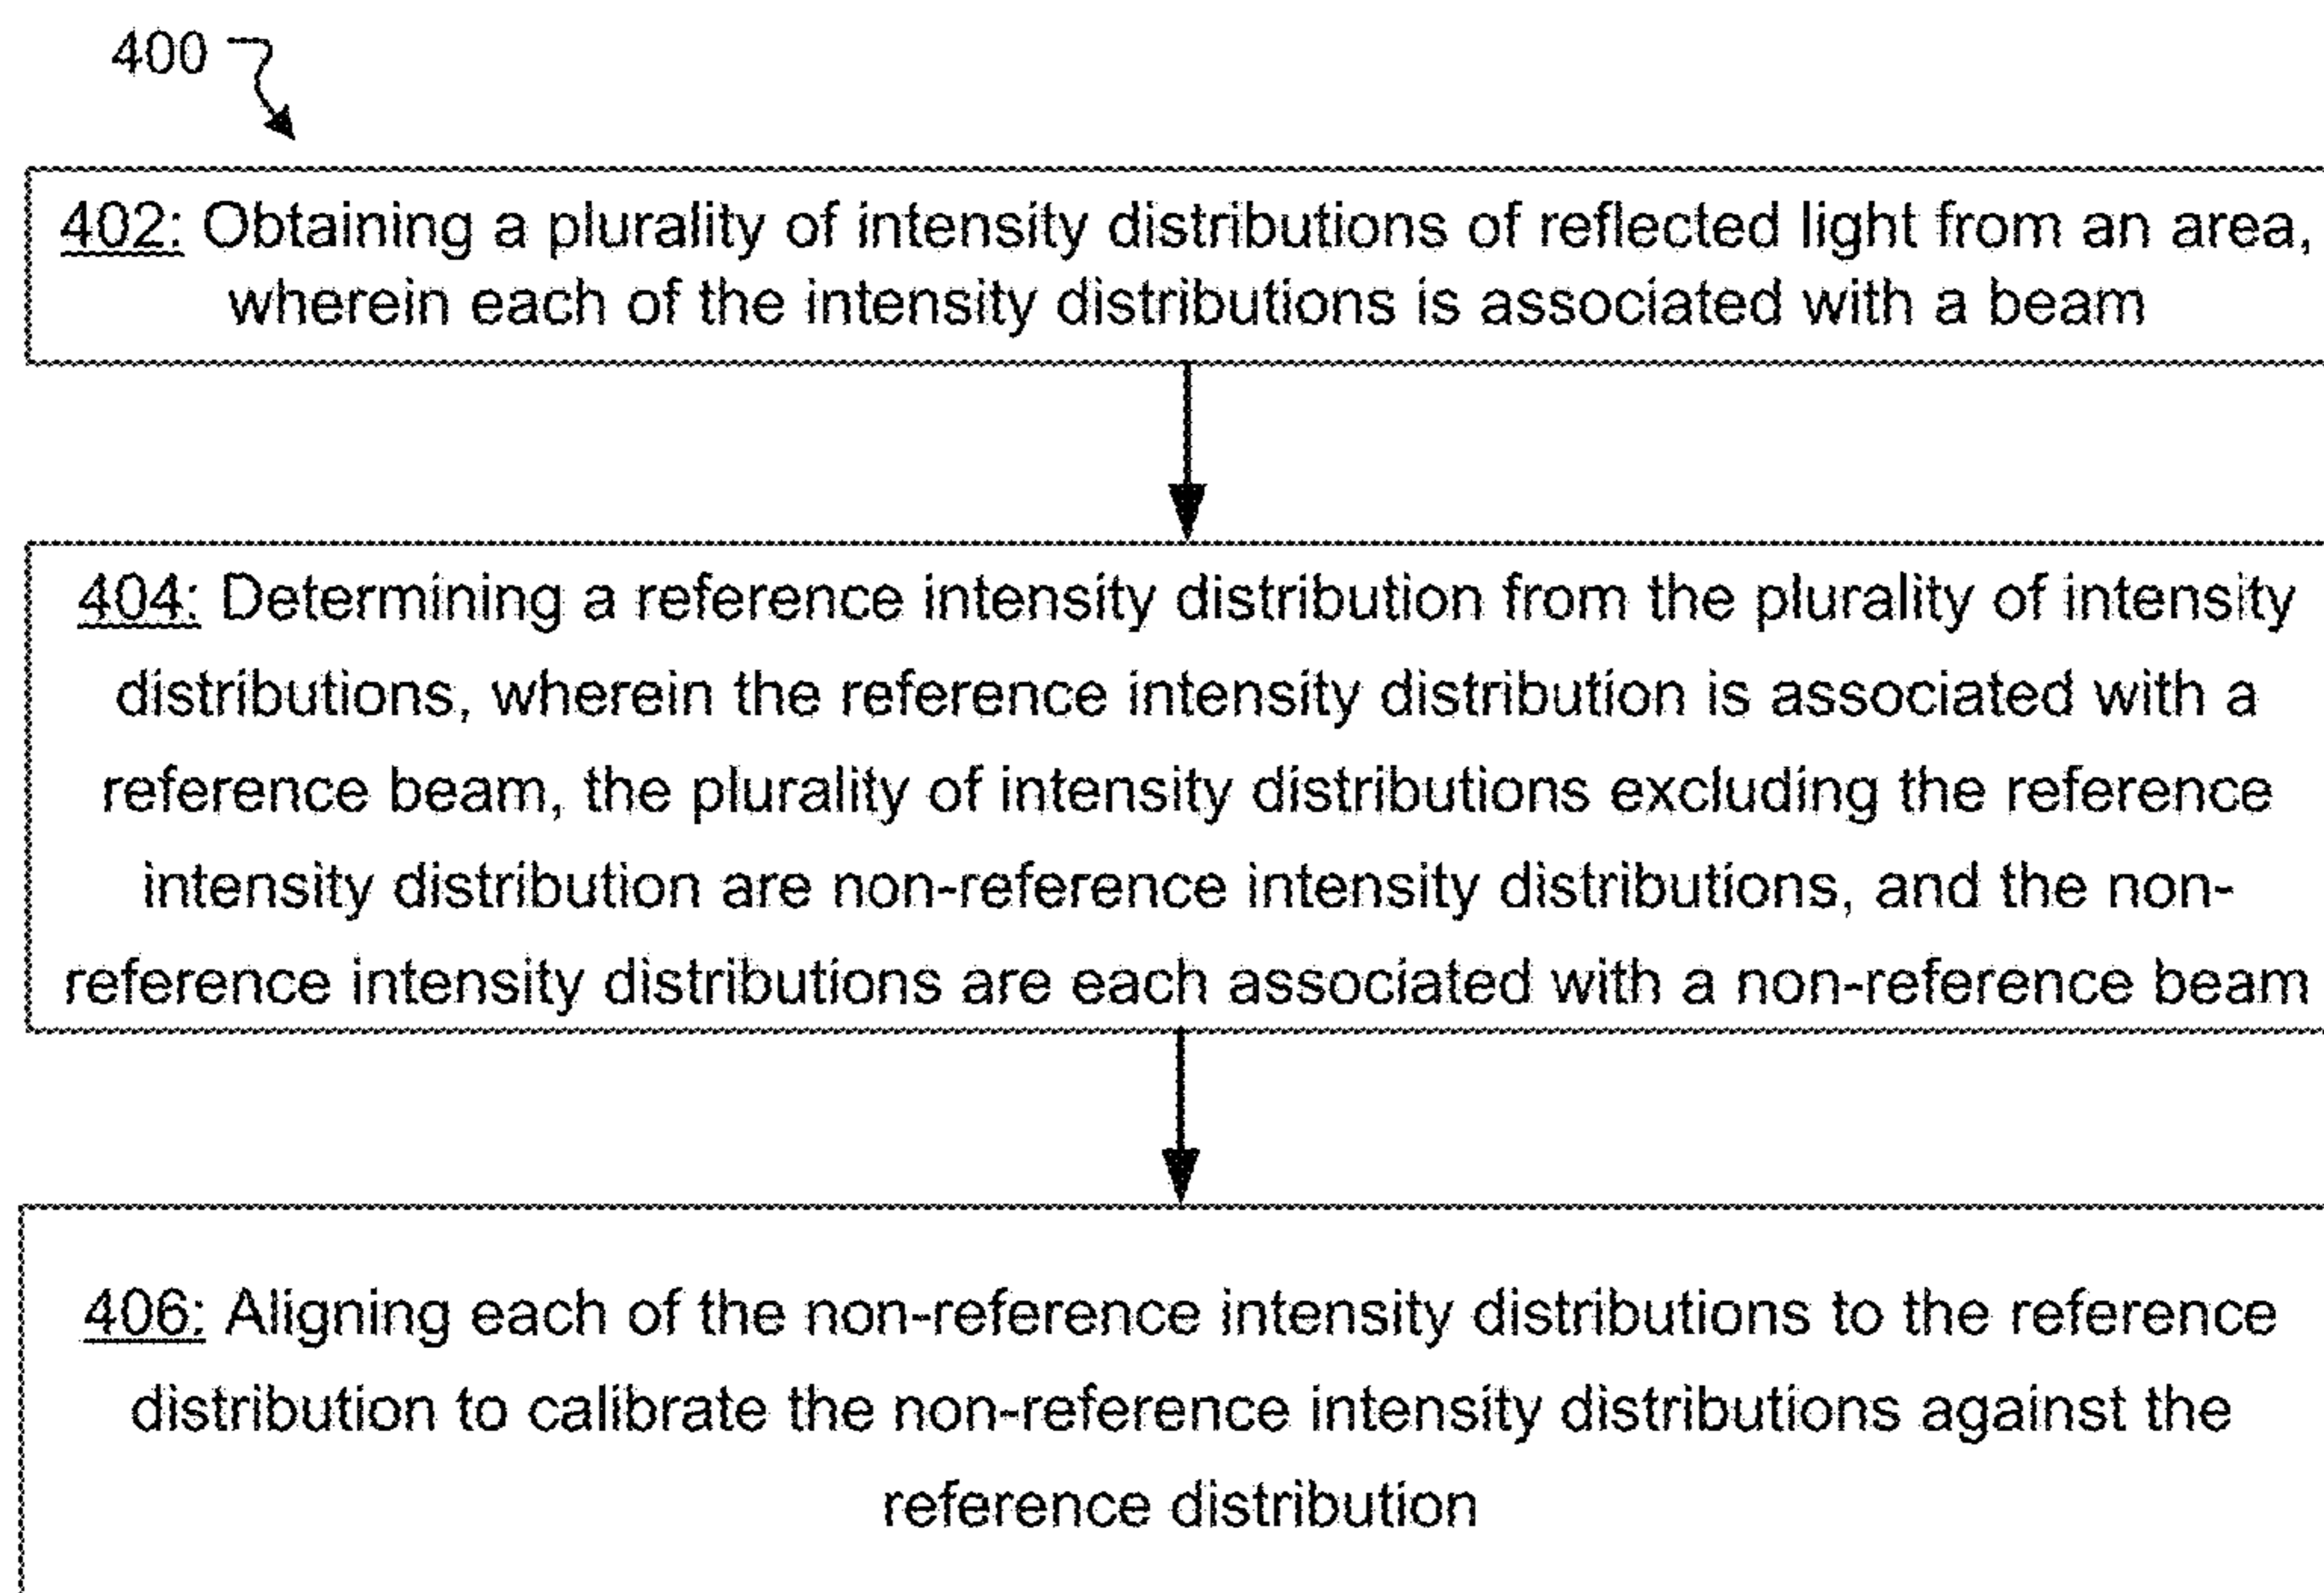 400
402: Obtaining a plurality of intensity distributions of reflected light from an area,
wherein each of the intensity distributions is associated with a beam
404: Determining a reference intensity distribution from the plurality of intensity
distributions, wherein the reference intensity distribution is associated with a
reference beam, the plurality of intensity distributions excluding the reference
intensity distribution are non-reference intensity distributions, and the non-
reference intensity distributions are each associated with a non-reference beam
406: Aligning each of the non-reference intensity distributions to the reference
distribution to calibrate the non-reference intensity distributions against the
reference distribution